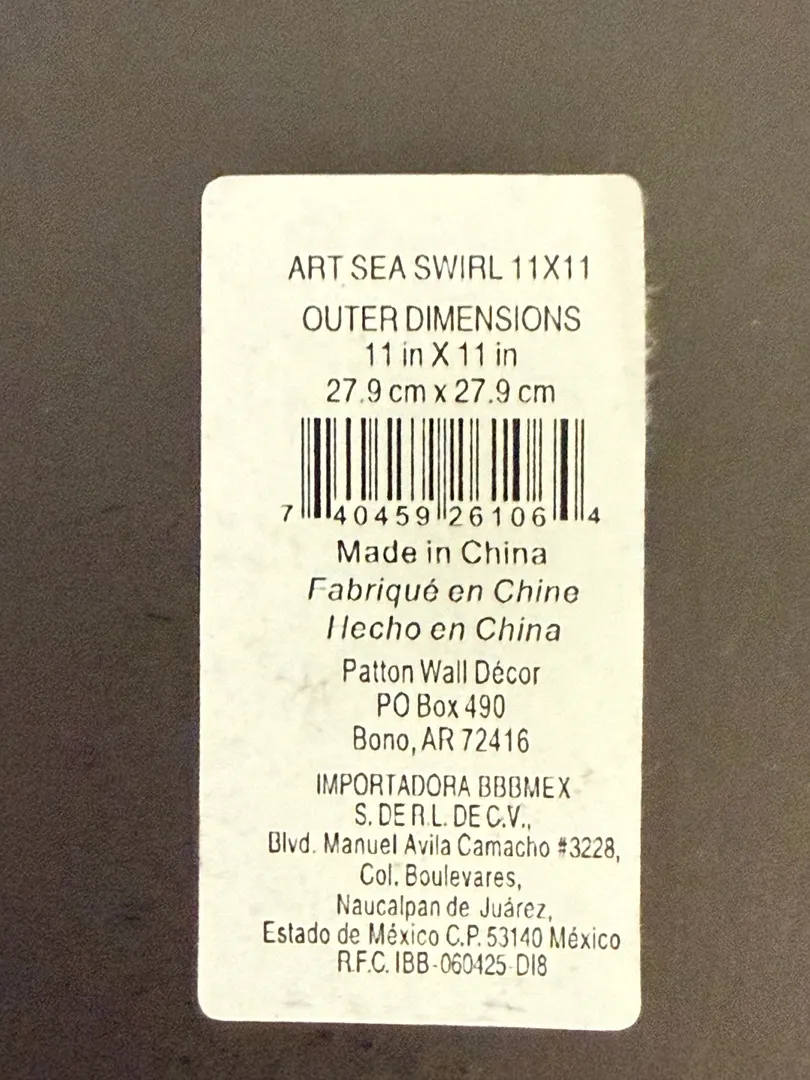 ART SEA SWIRL 11X11
OUTER DIMENSIONS
11 in X 11 in
27.9 cm x 27.9 cm
7 40459 26106 4
Made in China
Fabriqué en Chine
Hecho en China
Patton Wall Décor
PO Box 490
Bono, AR 72416
IMPORTADORA BBBMEX
S. DE R.L. DE C.V.,
Blvd. Manuel Avila Camacho #3228,
Col. Boulevares,
Naucalpan de Juárez,
Estado de México C.P. 53140 México
R.F.C. IBB-060425-DI8